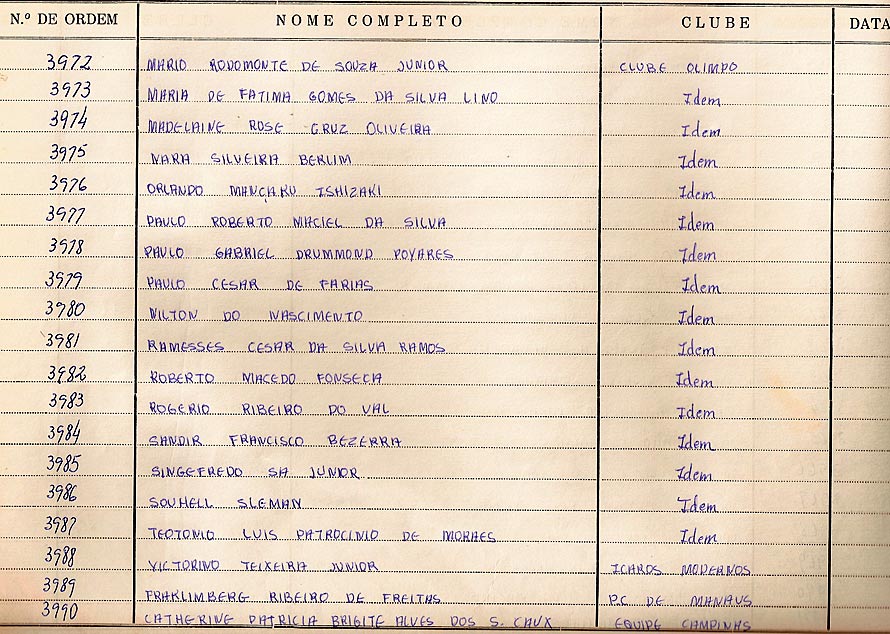 N.º DE ORDEM NOME COMPLETO CLUBE DATA
3972 MARIO RODOMONTE DE SOUZA JUNIOR CLUBE OLIMPO
3973 MARIA DE FATIMA GOMES DA SILVA LINO Idem
3974 MADELAINE ROSE CRUZ OLIVEIRA Idem
3975 NARA SILVEIRA BERLIM Idem
3976 ORLANDO ISHIZAKI Idem
3977 PAULO ROBERTO MACIEL DA SILVA Idem
3978 PAULO GABRIEL DRUMMOND POYARES Idem
3979 PAULO CESAR DE FARIAS Idem
3980 NILTON DO NASCIMENTO Idem
3981 RAMESSES CESAR DA SILVA RAMOS Idem
3982 ROBERTO MACEDO FONSECA Idem
3983 ROGERIO RIBEIRO DO VAL Idem
3984 SANDIR FRANCISCO BEZERRA Idem
3985 SINGEFREDO SA JUNIOR Idem
3986 SOUHELL SLEMAN Idem
3987 TEOTONIO LUIS PATROCINIO DE MORAES Idem
3988 VICTORINO TEIXEIRA JUNIOR ICAROS MODERNOS
3989 FRAKLIMBERG RIBEIRO DE FREITAS P.C DE MANAUS
3990 CATHERINE PATRICIA BRIGITE ALVES DOS S. CAUX EQUIPE CAMPINAS